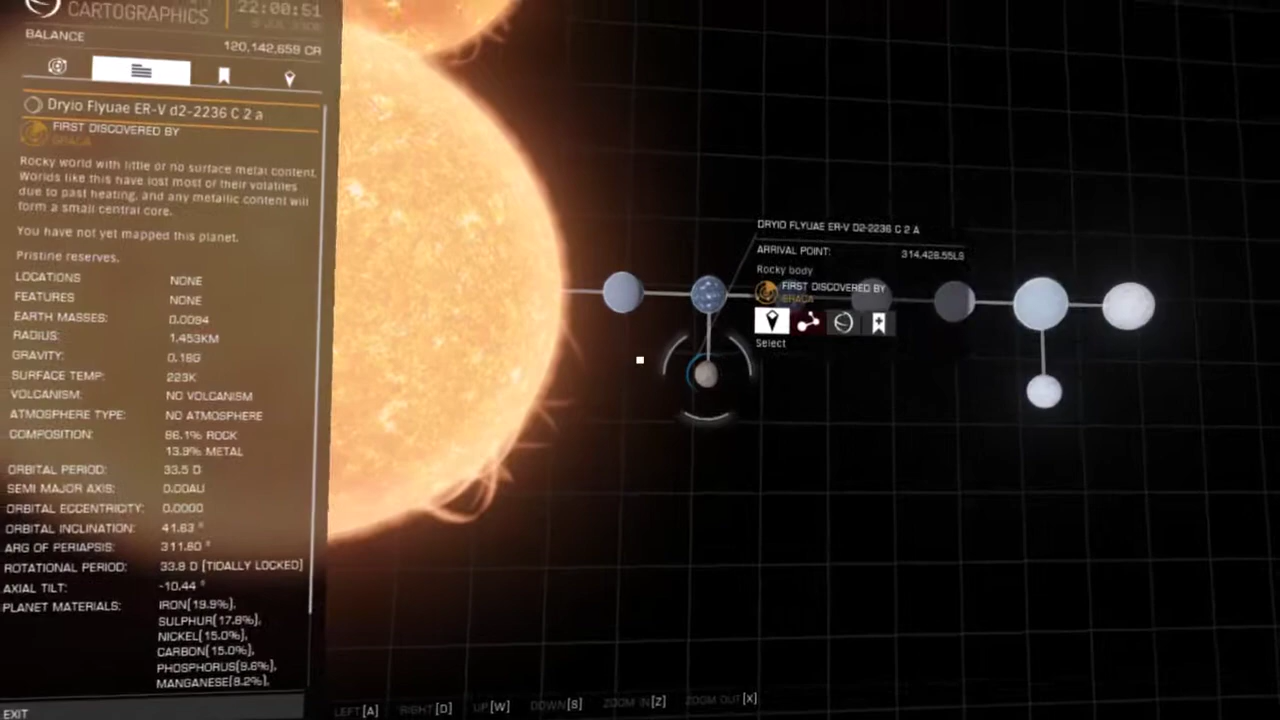 CARTOGRAPHICS
22:00:51
BALANCE
120,142,659 CR
Dryio Flyuae ER-V d2-2236 C 2 a
FIRST DISCOVERED BY
Rocky world with little or no surface metal content.
Worlds like this have lost most of their volatiles
due to past heating, and any metallic content will
form a small central core.
You have not yet mapped this planet.
Pristine reserves.
LOCATIONS NONE
FEATURES NONE
EARTH MASSES: 0.0094
RADIUS: 1,453KM
GRAVITY: 0.18G
SURFACE TEMP: 223K
VOLCANISM: NO VOLCANISM
ATMOSPHERE TYPE: NO ATMOSPHERE
COMPOSITION: 86.1% ROCK
13.9% METAL
ORBITAL PERIOD: 33.5 D
SEMI MAJOR AXIS: 0.00AU
ORBITAL ECCENTRICITY: 0.0000
ORBITAL INCLINATION: 41.63 °
ARG OF PERIAPSIS: 311.80 °
ROTATIONAL PERIOD: 33.8 D (TIDALLY LOCKED)
AXIAL TILT: -10.44 °
PLANET MATERIALS: IRON(19.9%),
SULPHUR(17.8%),
NICKEL(15.0%),
CARBON(15.0%),
PHOSPHORUS(9.6%),
MANGANESE(8.2%),
EXIT
DRYIO FLYUAE ER-V D2-2236 C 2 A
ARRIVAL POINT: 314,428.55LS
Rocky body
FIRST DISCOVERED BY
Select
LEFT[A] RIGHT[D] UP[W] DOWN[S] ZOOM IN[Z] ZOOM OUT[X]